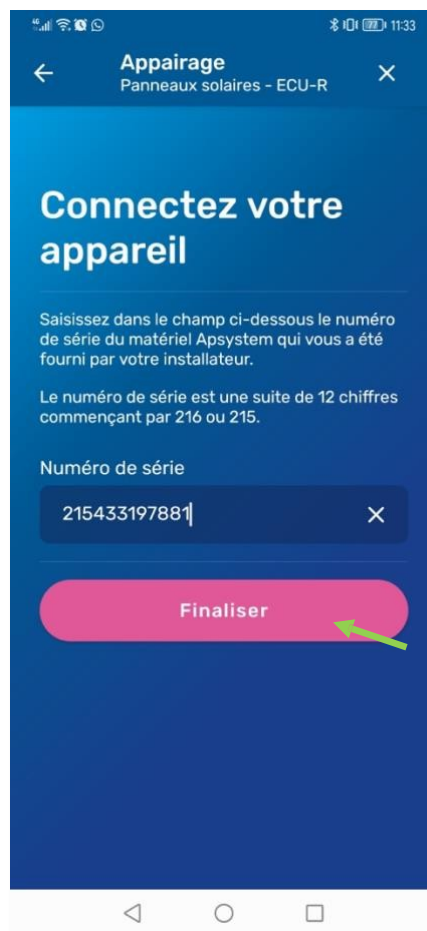 46 77 11:33
Appairage
Panneaux solaires - ECU-R
Connectez votre
appareil
Saisissez dans le champ ci-dessous le numéro
de série du matériel Apsystem qui vous a été
fourni par votre installateur.
Le numéro de série est une suite de 12 chiffres
commençant par 216 ou 215.
Numéro de série
215433197881
Finaliser